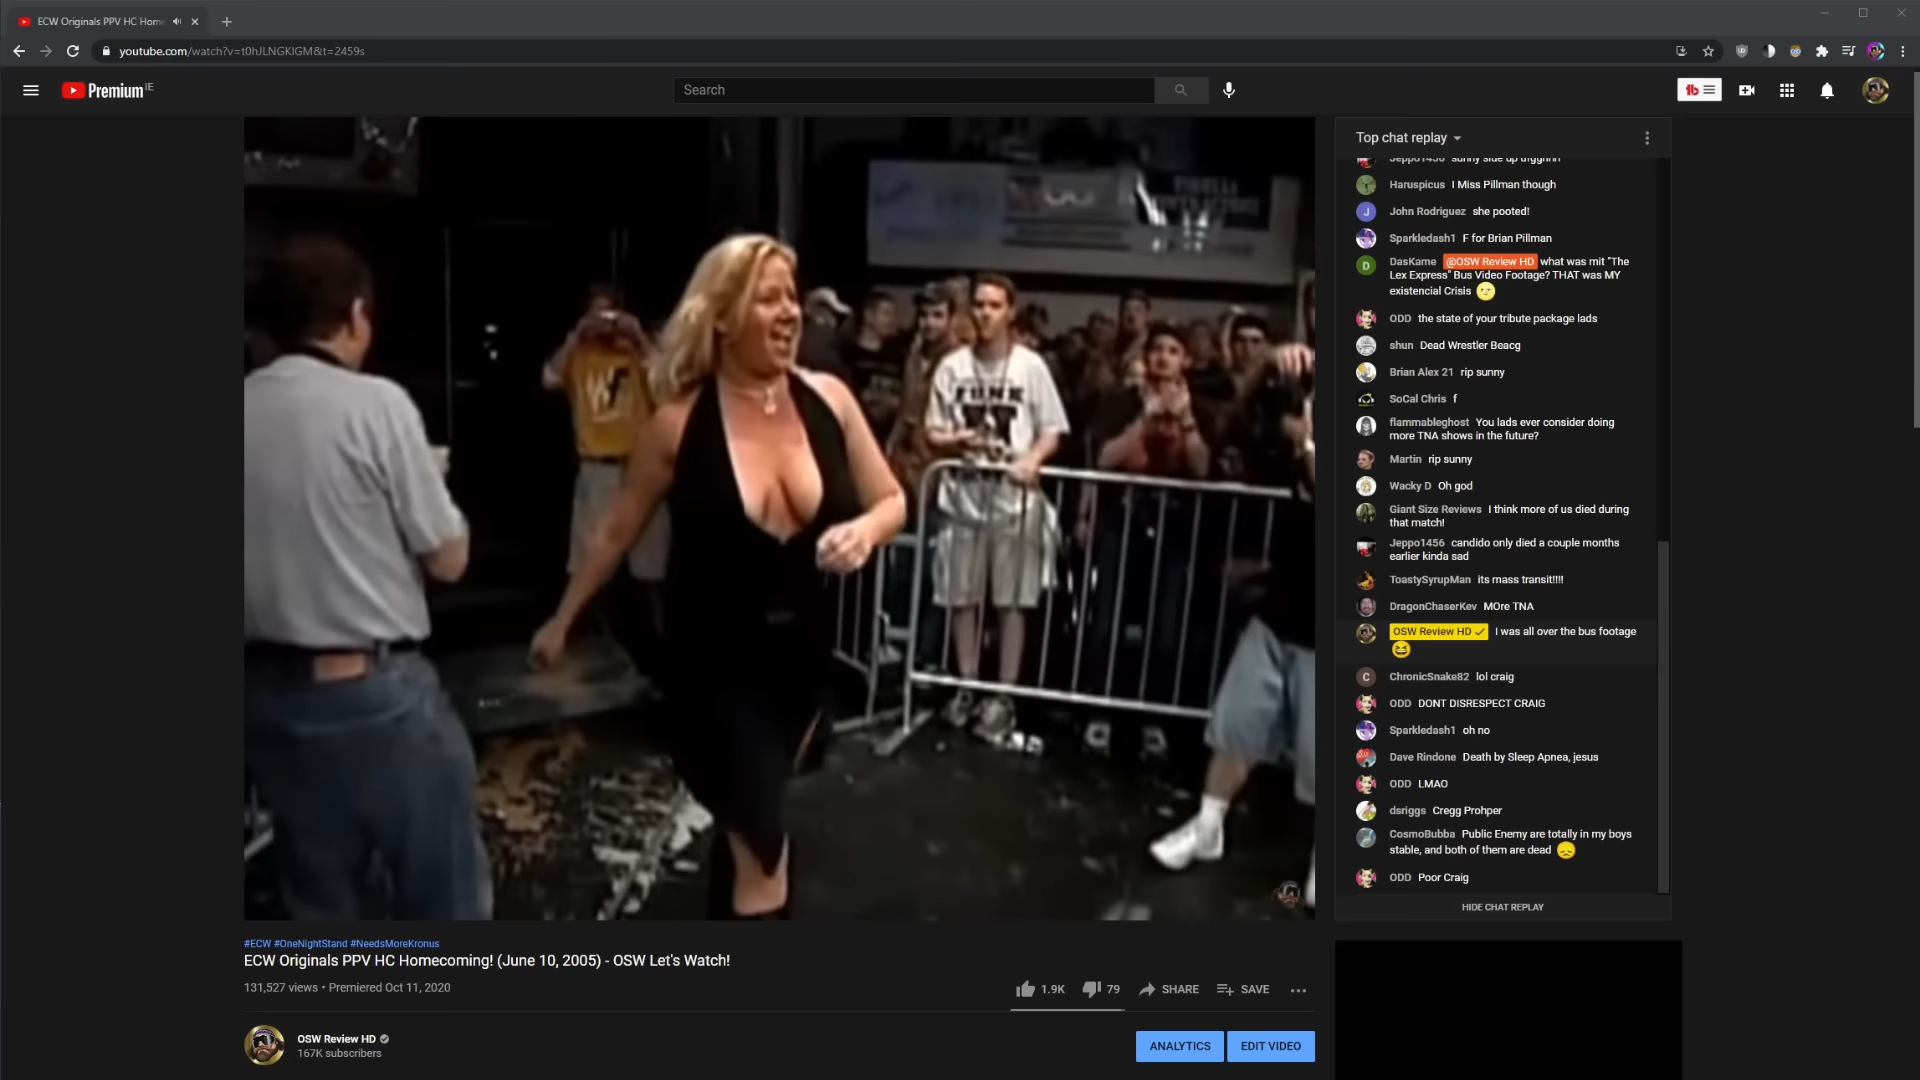 ECW Originals PPV HC Home
youtube.com/watch?v=t0hJLNGKlGM&t=2459s
Premium IE
Search
Top chat replay
Jeppo1456 sunny side up
Haruspicus I Miss Pillman though
John Rodriguez she pooted!
Sparkledash1 F for Brian Pillman
DasKame @OSW Review HD what was mit "The
Lex Express" Bus Video Footage? THAT was MY
existencial Crisis
ODD the state of your tribute package lads
shun Dead Wrestler Beacg
Brian Alex 21 rip sunny
SoCal Chris f
flammableghost You lads ever consider doing
more TNA shows in the future?
Martin rip sunny
Wacky D Oh god
Giant Size Reviews I think more of us died during
that match!
Jeppo1456 candido only died a couple months
earlier kinda sad
ToastySyrupMan its mass transit!!!!
DragonChaserKev MOre TNA
OSW Review HD I was all over the bus footage
ChronicSnake82 lol craig
ODD DONT DISRESPECT CRAIG
Sparkledash1 oh no
Dave Rindone Death by Sleep Apnea, jesus
ODD LMAO
dsriggs Cregg Prohper
CosmoBubba Public Enemy are totally in my boys
stable, and both of them are dead
ODD Poor Craig
HIDE CHAT REPLAY
FUNK
U
#ECW #OneNightStand #NeedsMoreKronus
ECW Originals PPV HC Homecoming! (June 10, 2005) - OSW Let's Watch!
131,527 views • Premiered Oct 11, 2020
1.9K
79
SHARE
SAVE
OSW Review HD
167K subscribers
ANALYTICS
EDIT VIDEO